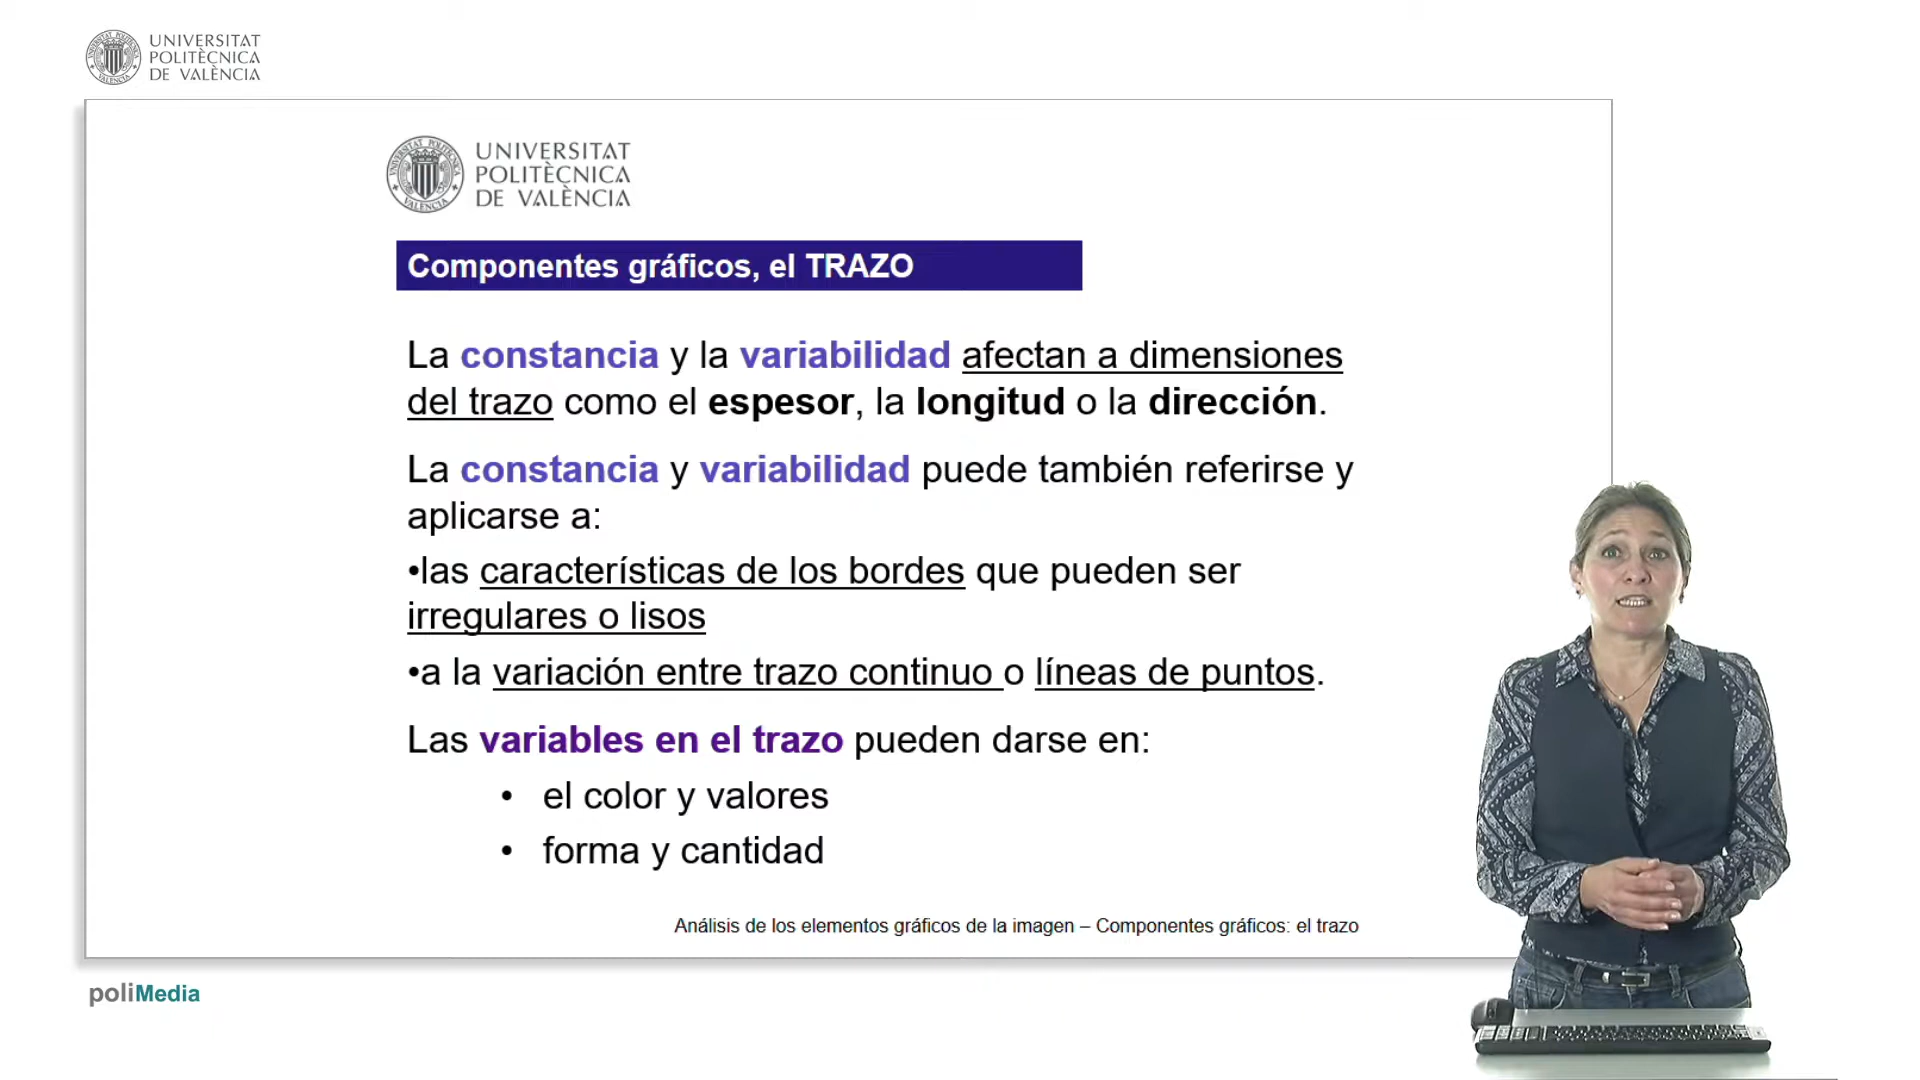 UNIVERSITAT
POLITÈCNICA
DE VALÈNCIA
UNIVERSITAT
POLITÈCNICA
DE VALÈNCIA
Componentes gráficos, el TRAZO
La constancia y la variabilidad afectan a dimensiones
del trazo como el espesor, la longitud o la dirección.
La constancia y variabilidad puede también referirse y
aplicarse a:
•las características de los bordes que pueden ser
irregulares o lisos
•a la variación entre trazo continuo o líneas de puntos.
Las variables en el trazo pueden darse en:
• el color y valores
• forma y cantidad
Análisis de los elementos gráficos de la imagen – Componentes gráficos: el trazo
poliMedia